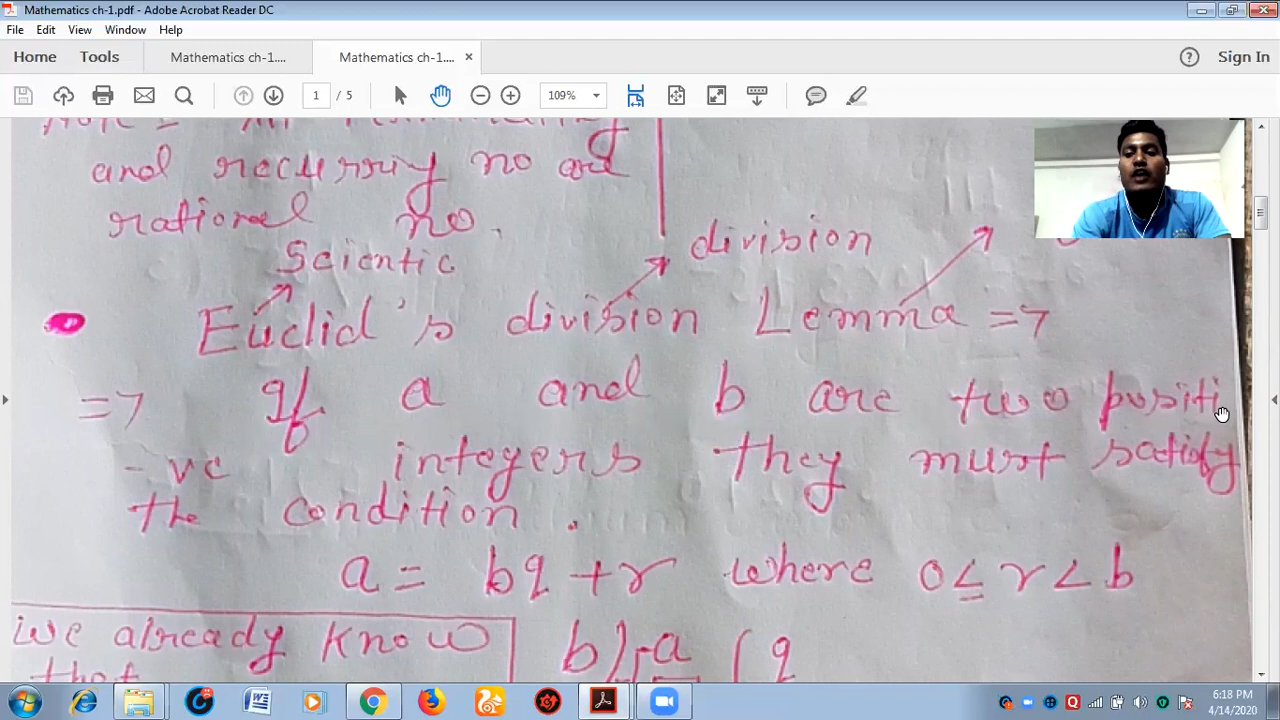 Mathematics ch-1.pdf - Adobe Acrobat Reader DC
File Edit View Window Help
Home Tools Mathematics ch-1.... Mathematics ch-1.... × Sign In
1 / 5 109%
and recurring no are
rational no.
Scientic division
Euclid's division Lemma =>
=> If a and b are two positi
-ve integers they must satisfy
the condition.
a = bq + r where 0 ≤ r < b
we already know b) a ( q
that
6:18 PM
4/14/2020